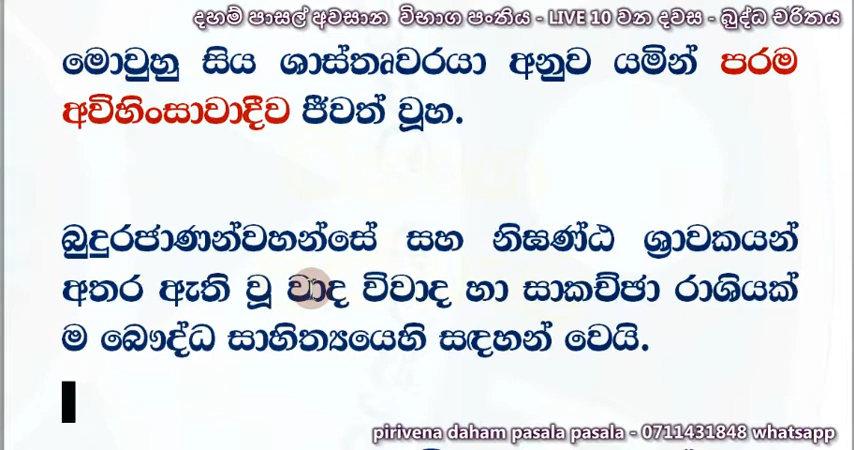 දහම් පාසල් අවසාන විභාග පංතිය - LIVE 10 වන දවස - බුද්ධ චරිතය
මොවුහු සිය ශාස්තෘවරයා අනුව යමින් පරම
අවිහිංසාවාදීව ජීවත් වූහ.
බුදුරජාණන්වහන්සේ සහ නිඝණ්ඨ ශ්‍රාවකයන්
අතර ඇති වූ වාද විවාද හා සාකච්ඡා රාශියක්
ම බෞද්ධ සාහිත්‍යයෙහි සඳහන් වෙයි.
pirivena daham pasala pasala - 0711431848 whatsapp